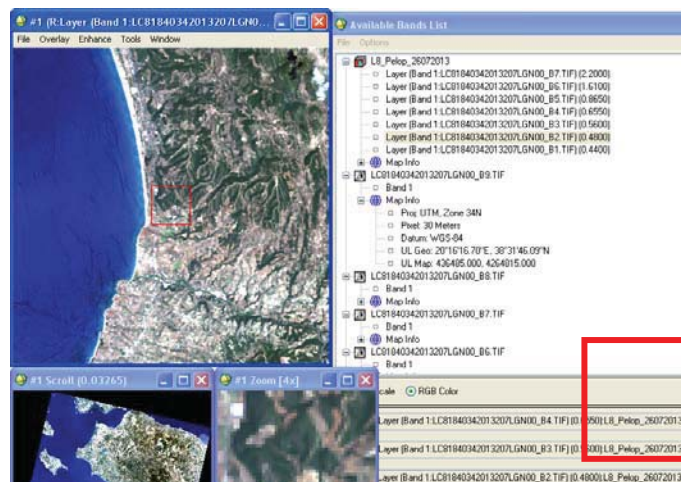 #1 (R:Layer (Band 1:LC81840342013207LGN0...
File Overlay Enhance Tools Window
Available Bands List
File Options
L8_Pelop_26072013
Layer (Band 1:LC81840342013207LGN00_B7.TIF) (2.2000)
Layer (Band 1:LC81840342013207LGN00_B6.TIF) (1.6100)
Layer (Band 1:LC81840342013207LGN00_B5.TIF) (0.8650)
Layer (Band 1:LC81840342013207LGN00_B4.TIF) (0.6550)
Layer (Band 1:LC81840342013207LGN00_B3.TIF) (0.5600)
Layer (Band 1:LC81840342013207LGN00_B2.TIF) (0.4800)
Layer (Band 1:LC81840342013207LGN00_B1.TIF) (0.4400)
Map Info
LC81840342013207LGN00_B9.TIF
Band 1
Map Info
Proj: UTM, Zone 34N
Pixel: 30 Meters
Datum: WGS-84
UL Geo: 20°16'16.70"E, 38°31'46.09"N
UL Map: 436485.000, 4264815.000
LC81840342013207LGN00_B8.TIF
Band 1
Map Info
LC81840342013207LGN00_B7.TIF
Band 1
Map Info
LC81840342013207LGN00_B6.TIF
Band 1
#1 Scroll (0.03265)
#1 Zoom [4x]
cale RGB Color
Layer (Band 1:LC81840342013207LGN00_B4.TIF) (0.6550):L8_Pelop_26072013
Layer (Band 1:LC81840342013207LGN00_B3.TIF) (0.5600):L8_Pelop_26072013
Layer (Band 1:LC81840342013207LGN00_B2.TIF) (0.4800):L8_Pelop_26072013